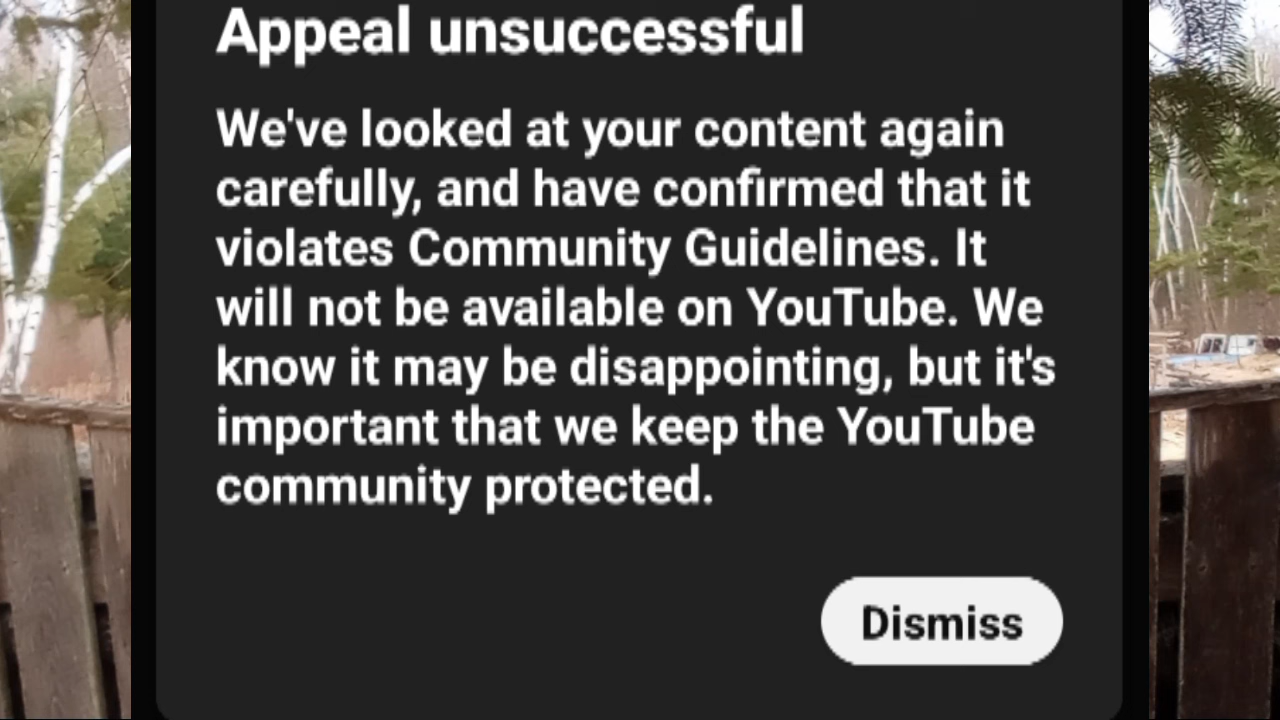 Appeal unsuccessful
We've looked at your content again
carefully, and have confirmed that it
violates Community Guidelines. It
will not be available on YouTube. We
know it may be disappointing, but it's
important that we keep the YouTube
community protected.
Dismiss